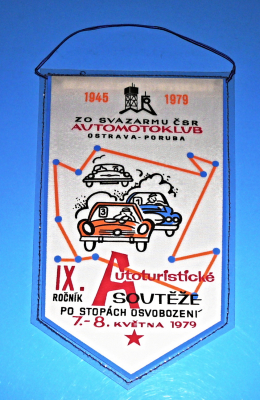 1945 1979
ZO SVAZARMU ČSR
AUTOMOTOKLUB
OSTRAVA-PORUBA
IX. Autoturistické
ROČNÍK SOUTĚŽE
PO STOPÁCH OSVOBOZENÍ
7.-8. KVĚTNA 1979